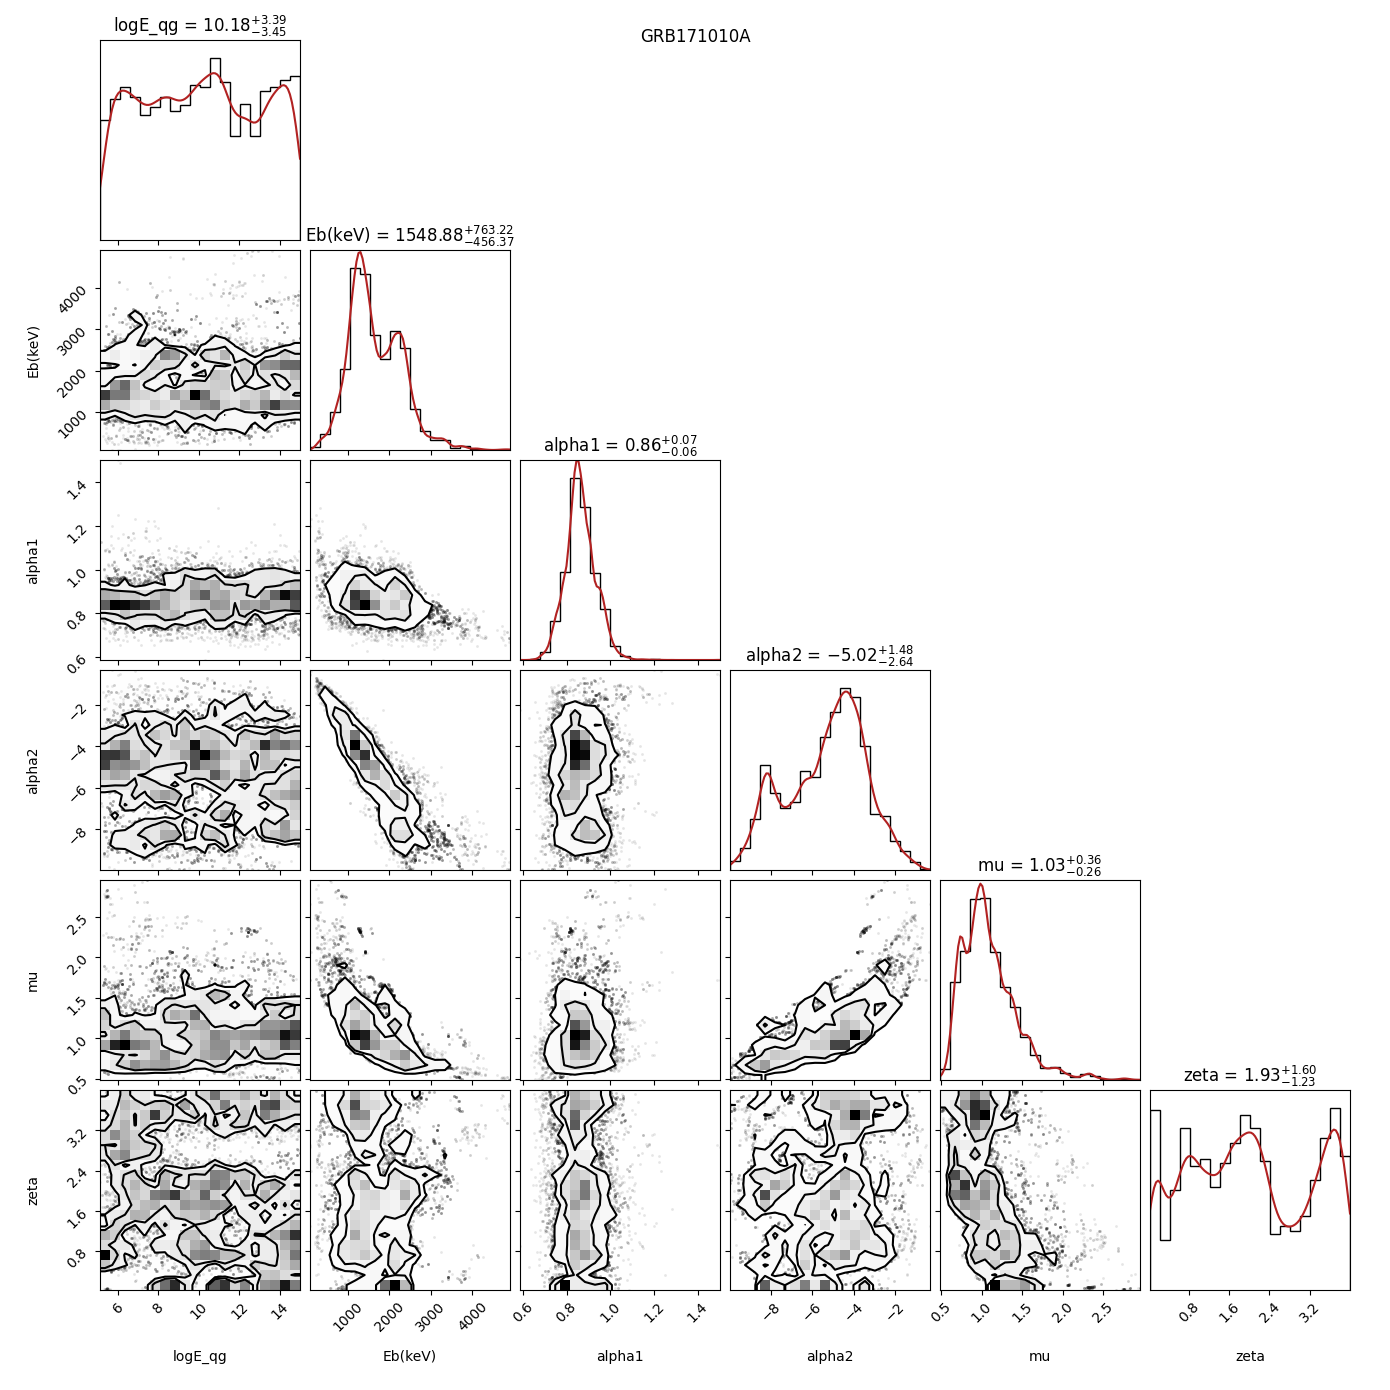 GRB171010A
logE_qg = 10.18 +3.39 −3.45
Eb(keV) = 1548.88 +763.22 −456.37
4000
3000
2000
1000
Eb(keV)
alpha1 = 0.86 +0.07 −0.06
1.4
1.2
1.0
0.8
0.6
alpha1
alpha2 = −5.02 +1.48 −2.64
−2
−4
−6
−8
alpha2
mu = 1.03 +0.36 −0.26
2.5
2.0
1.5
1.0
0.5
mu
zeta = 1.93 +1.60 −1.23
3.2
2.4
1.6
0.8
zeta
6 8 10 12 14
1000 2000 3000 4000
0.6 0.8 1.0 1.2 1.4
−8 −6 −4 −2
0.5 1.0 1.5 2.0 2.5
0.8 1.6 2.4 3.2
logE_qg Eb(keV) alpha1 alpha2 mu zeta